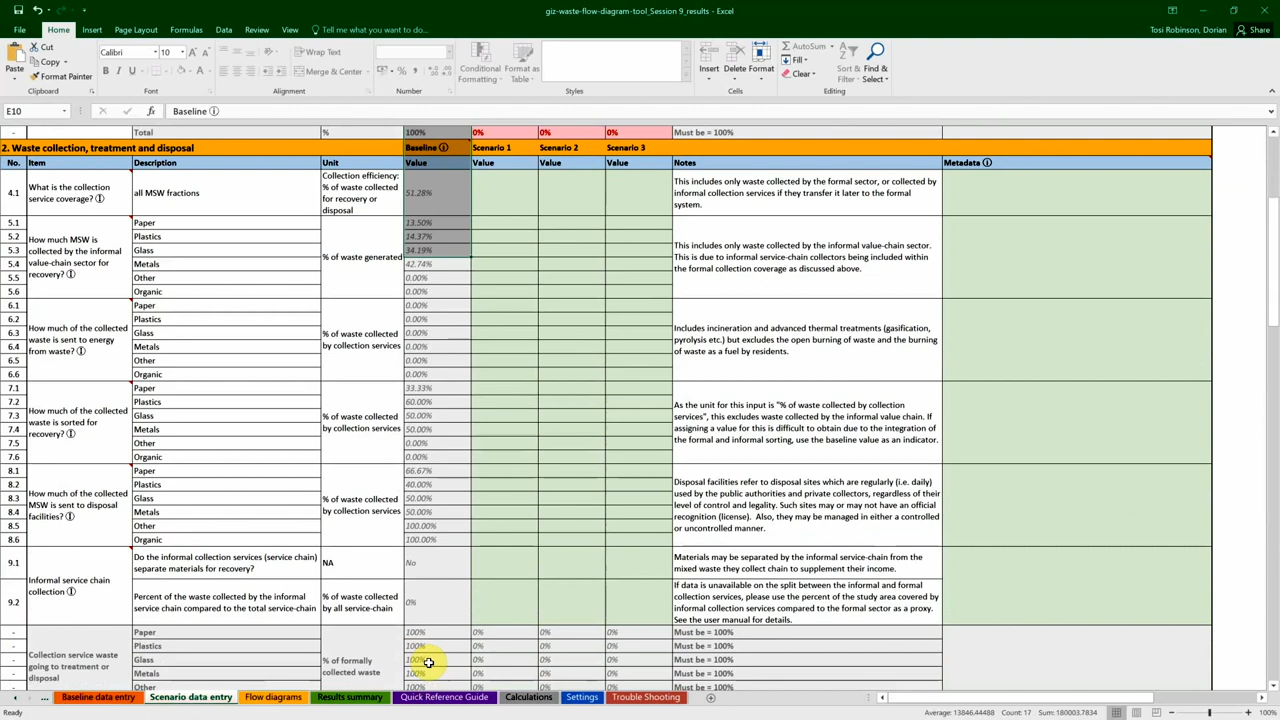 giz-waste-flow-diagram-tool_Session 9_results - Excel
Tosi Robinson, Dorian
File Home Insert Page Layout Formulas Data Review View Tell me what you want to do... Share
Paste
Cut
Copy
Format Painter
Clipboard
Calibri 10
B I U
Font
Wrap Text
Merge & Center
Alignment
Number
Conditional Formatting
Format as Table
Styles
Insert Delete Format
Cells
AutoSum
Fill
Clear
Sort & Filter
Find & Select
Editing
E10 fx Baseline ⓘ
- Total % 100% 0% 0% 0% Must be = 100%
2. Waste collection, treatment and disposal Baseline ⓘ Scenario 1 Scenario 2 Scenario 3
No. Item Description Unit Value Value Value Value Notes Metadata ⓘ
4.1 What is the collection service coverage? ⓘ all MSW fractions
Collection efficiency:
% of waste collected
for recovery or
disposal
51.28%
This includes only waste collected by the formal sector, or collected by
informal collection services if they transfer it later to the formal
system.
5.1 Paper 13.50%
5.2 Plastics 14.37%
5.3 Glass 34.19%
5.4 Metals 42.74%
5.5 Other 0.00%
5.6 Organic 0.00%
How much MSW is
collected by the informal
value-chain sector for
recovery? ⓘ
% of waste generated
This includes only waste collected by the informal value-chain sector.
This is due to informal service-chain collectors being included within
the formal collection coverage as discussed above.
6.1 Paper 0.00%
6.2 Plastics 0.00%
6.3 Glass 0.00%
6.4 Metals 0.00%
6.5 Other 0.00%
6.6 Organic 0.00%
How much of the collected
waste is sent to energy
from waste? ⓘ
% of waste collected
by collection services
Includes incineration and advanced thermal treatments (gasification,
pyrolysis etc.) but excludes the open burning of waste and the burning
of waste as a fuel by residents.
7.1 Paper 33.33%
7.2 Plastics 60.00%
7.3 Glass 50.00%
7.4 Metals 50.00%
7.5 Other 0.00%
7.6 Organic 0.00%
How much of the collected
waste is sorted for
recovery? ⓘ
% of waste collected
by collection services
As the unit for this input is "% of waste collected by collection
services", this excludes waste collected by the informal value chain. If
assigning a value for this is difficult to obtain due to the integration of
the formal and informal sorting, use the baseline value as an indicator.
8.1 Paper 66.67%
8.2 Plastics 40.00%
8.3 Glass 50.00%
8.4 Metals 50.00%
8.5 Other 100.00%
8.6 Organic 100.00%
How much of the collected
MSW is sent to disposal
facilities? ⓘ
% of waste collected
by collection services
Disposal facilities refer to disposal sites which are regularly (i.e. daily)
used by the public authorities and private collectors, regardless of their
level of control and legality. Such sites may or may not have an official
recognition (license). Also, they may be managed in either a controlled
or uncontrolled manner.
Informal service chain
collection ⓘ
9.1 Do the informal collection services (service chain)
separate materials for recovery?
NA No
Materials may be separated by the informal service-chain from the
mixed waste they collect chain to supplement their income.
9.2 Percent of the waste collected by the informal
service chain compared to the total service-chain
% of waste collected
by all service-chain
0%
If data is unavailable on the split between the informal and formal
collection services, please use the percent of the study area covered by
informal collection services compared to the formal sector as a proxy.
See the user manual for details.
- Paper 100% 0% 0% 0% Must be = 100%
- Plastics 100% 0% 0% 0% Must be = 100%
- Glass 100% 0% 0% 0% Must be = 100%
- Metals 100% 0% 0% 0% Must be = 100%
- Other 100% 0% 0% 0% Must be = 100%
Collection service waste
going to treatment or
disposal
% of formally
collected waste
... Baseline data entry Scenario data entry Flow diagrams Results summary Quick Reference Guide Calculations Settings Trouble Shooting
Average: 13846.44488 Count: 17 Sum: 180003.7834 100%